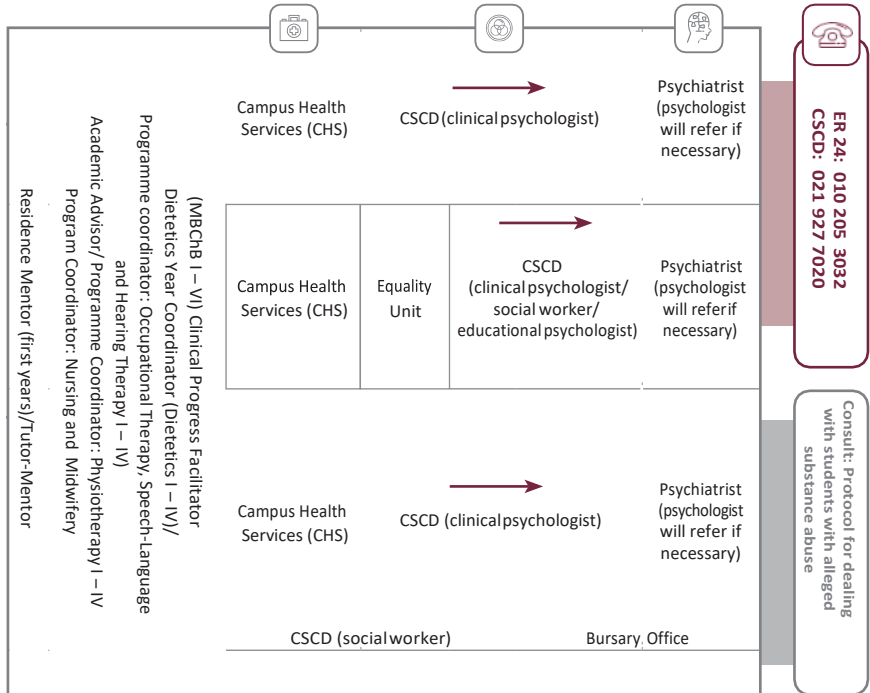 Residence Mentor (first years)/Tutor-Mentor
(MBChB I – VI) Clinical Progress Facilitator
Dietetics Year Coordinator (Dietetics I – IV)/
Programme coordinator: Occupational Therapy, Speech-Language
and Hearing Therapy I – IV)
Academic Advisor/ Programme Coordinator: Physiotherapy I – IV
Program Coordinator: Nursing and Midwifery
Campus Health
Services (CHS)
CSCD (clinical psychologist)
Psychiatrist
(psychologist
will refer if
necessary)
Campus Health
Services (CHS)
Equality
Unit
CSCD
(clinical psychologist/
social worker/
educational psychologist)
Psychiatrist
(psychologist
will refer if
necessary)
Campus Health
Services (CHS)
CSCD (clinical psychologist)
Psychiatrist
(psychologist
will refer if
necessary)
CSCD (social worker)
Bursary Office
ER 24: 010 205 3032
CSCD: 021 927 7020
Consult: Protocol for dealing
with students with alleged
substance abuse